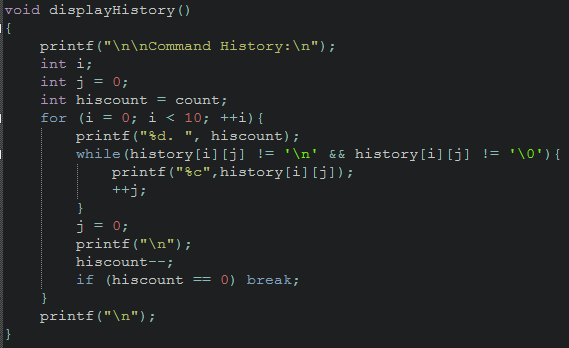 void displayHistory()
{
    printf("\n\nCommand History:\n");
    int i;
    int j = 0;
    int hiscount = count;
    for (i = 0; i < 10; ++i){
        printf("%d. ", hiscount);
        while(history[i][j] != '\n' && history[i][j] != '\0'){
            printf("%c",history[i][j]);
            ++j;
        }
        j = 0;
        printf("\n");
        hiscount--;
        if (hiscount == 0) break;
    }
    printf("\n");
}